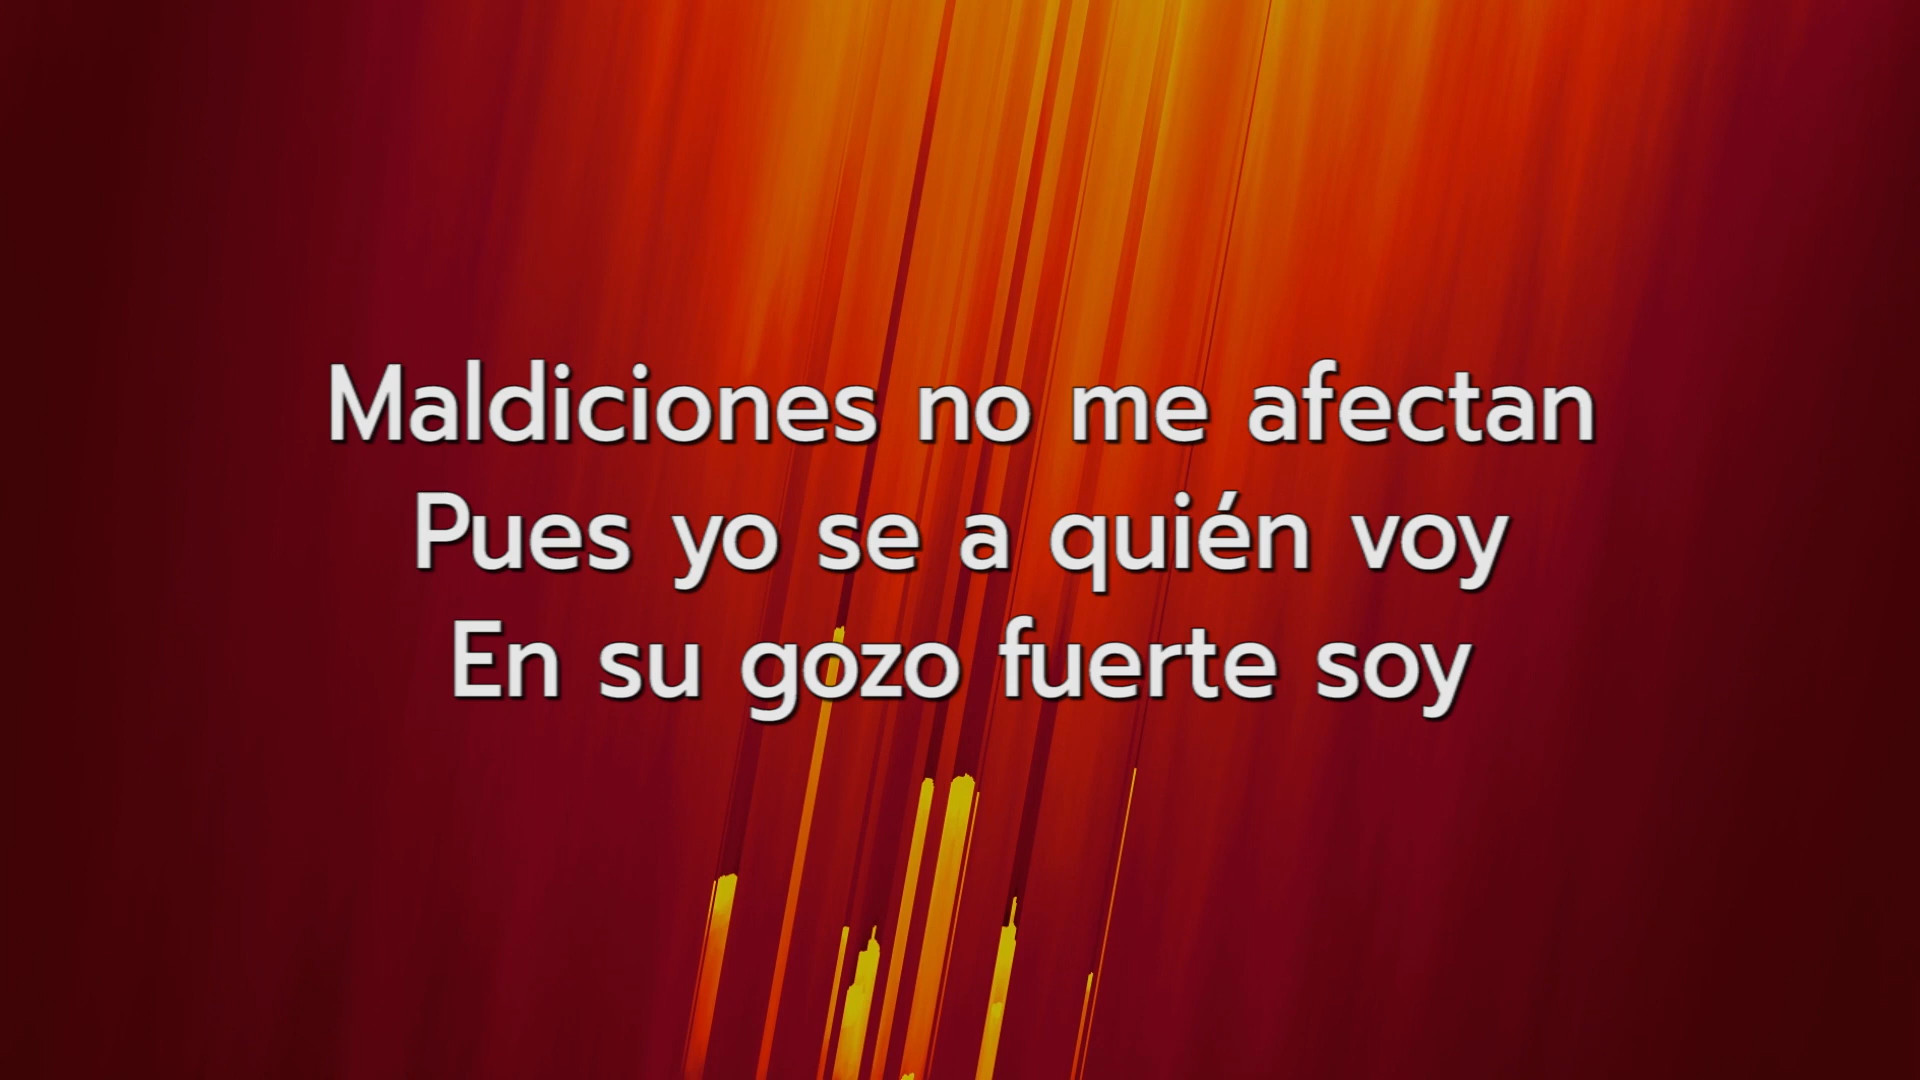 Maldiciones no me afectan
Pues yo se a quién voy
En su gozo fuerte soy